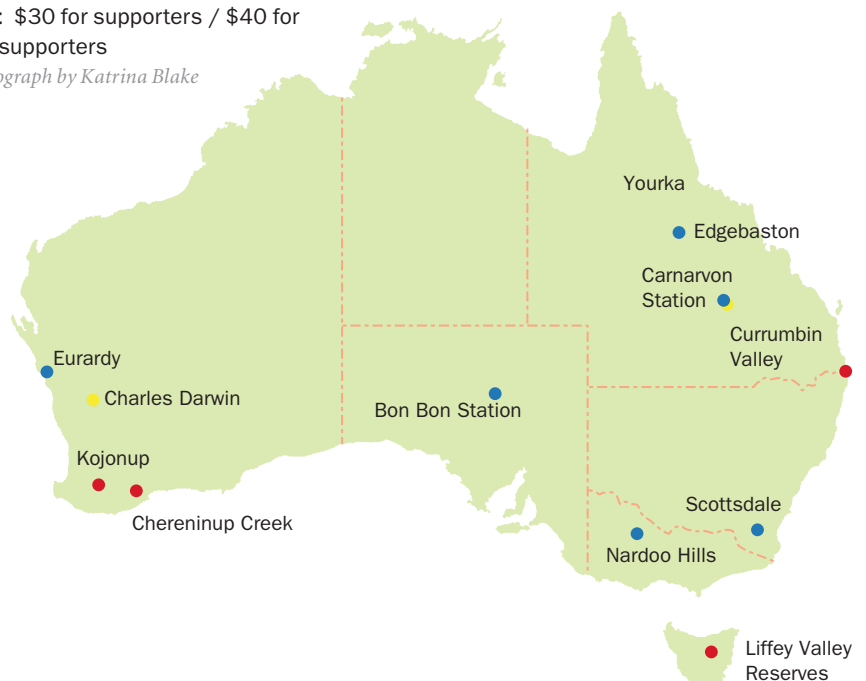 : $30 for supporters / $40 for
supporters
ograph by Katrina Blake
Yourka
Edgebaston
Carnarvon
Station
Currumbin
Valley
Eurardy
Charles Darwin
Bon Bon Station
Kojonup
Chereninup Creek
Scottsdale
Nardoo Hills
Liffey Valley
Reserves